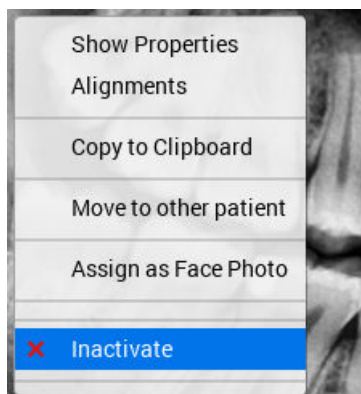 Show Properties
Alignments
Copy to Clipboard
Move to other patient
Assign as Face Photo
Inactivate